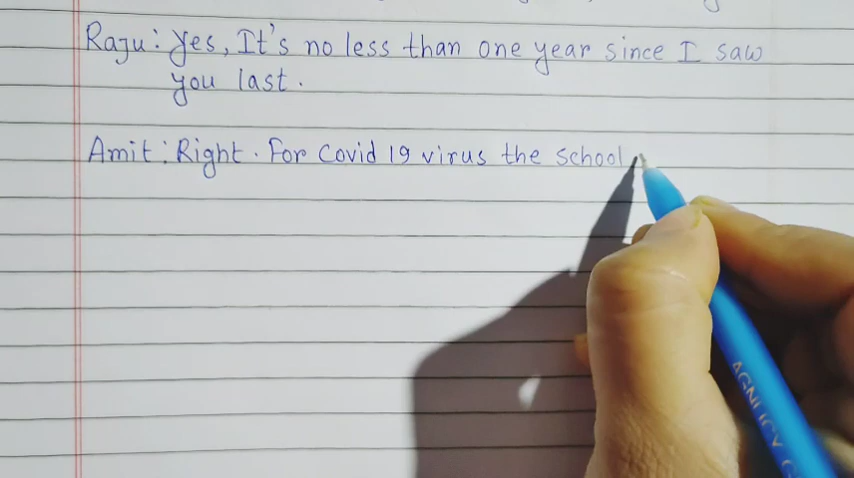 Raju: Yes, It's no less than one year since I saw
you last.
Amit: Right. For Covid 19 virus the school